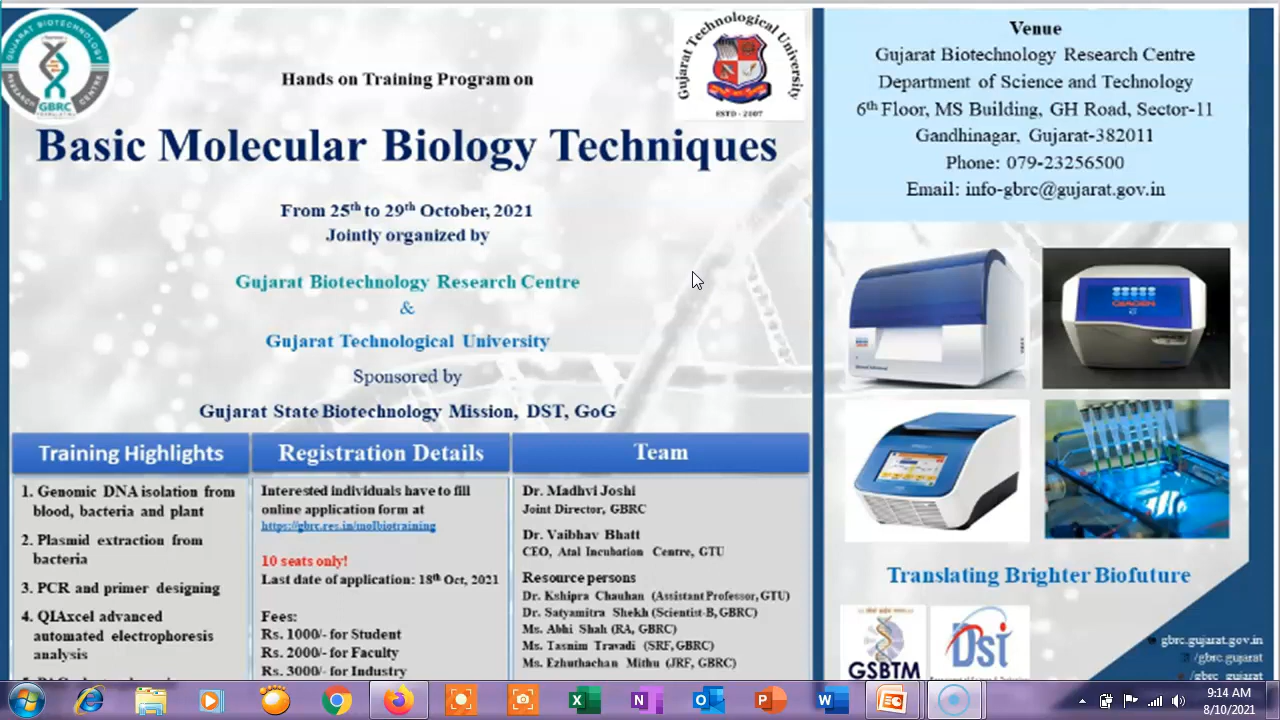 GUJARAT BIOTECHNOLOGY
RESEARCH CENTRE
GBRC
Gujarat Technological University
ESTD - 2007
Hands on Training Program on
Basic Molecular Biology Techniques
From 25th to 29th October, 2021
Jointly organized by
Gujarat Biotechnology Research Centre
&
Gujarat Technological University
Sponsored by
Gujarat State Biotechnology Mission, DST, GoG
Training Highlights
1. Genomic DNA isolation from
blood, bacteria and plant
2. Plasmid extraction from
bacteria
3. PCR and primer designing
4. QIAxcel advanced
automated electrophoresis
analysis
Registration Details
Interested individuals have to fill
online application form at
https://gbrc.res.in/molbiotraining
10 seats only!
Last date of application: 18th Oct, 2021
Fees:
Rs. 1000/- for Student
Rs. 2000/- for Faculty
Rs. 3000/- for Industry
Team
Dr. Madhvi Joshi
Joint Director, GBRC
Dr. Vaibhav Bhatt
CEO, Atal Incubation Centre, GTU
Resource persons
Dr. Kshipra Chauhan (Assistant Professor, GTU)
Dr. Satyamitra Shekh (Scientist-B, GBRC)
Ms. Abhi Shah (RA, GBRC)
Ms. Tasnim Travadi (SRF, GBRC)
Ms. Ezhuthachan Mithu (JRF, GBRC)
Venue
Gujarat Biotechnology Research Centre
Department of Science and Technology
6th Floor, MS Building, GH Road, Sector-11
Gandhinagar, Gujarat-382011
Phone: 079-23256500
Email: info-gbrc@gujarat.gov.in
QIAGEN
Translating Brighter Biofuture
GSBTM
DST
gbrc.gujarat.gov.in
/gbrc.gujarat
/gbrc_gujarat
9:14 AM
8/10/2021